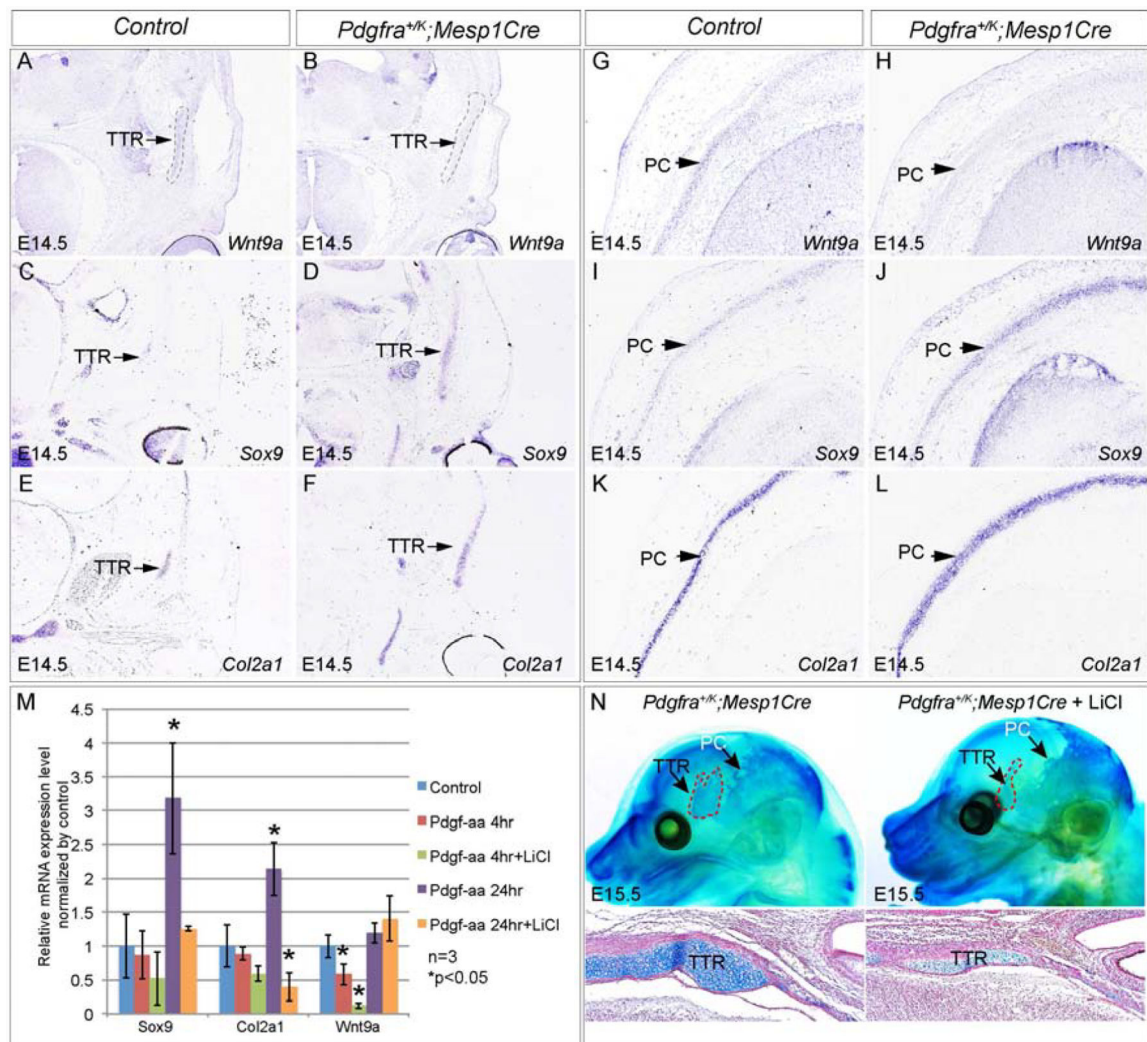 Control
Pdgfra+/K;Mesp1Cre
Control
Pdgfra+/K;Mesp1Cre
A
TTR
E14.5
Wnt9a
B
TTR
E14.5
Wnt9a
G
PC
E14.5
Wnt9a
H
PC
E14.5
Wnt9a
C
TTR
E14.5
Sox9
D
TTR
E14.5
Sox9
I
PC
E14.5
Sox9
J
PC
E14.5
Sox9
E
TTR
E14.5
Col2a1
F
TTR
E14.5
Col2a1
K
PC
E14.5
Col2a1
L
PC
E14.5
Col2a1
M
Relative mRNA expression level
normalized by control
4.5
4
3.5
3
2.5
2
1.5
1
0.5
0
*
*
*
*
*
Sox9
Col2a1
Wnt9a
Control
Pdgf-aa 4hr
Pdgf-aa 4hr+LiCl
Pdgf-aa 24hr
Pdgf-aa 24hr+LiCl
n=3
*p<0.05
N
Pdgfra+/K;Mesp1Cre
Pdgfra+/K;Mesp1Cre + LiCl
PC
TTR
E15.5
PC
TTR
E15.5
TTR
TTR